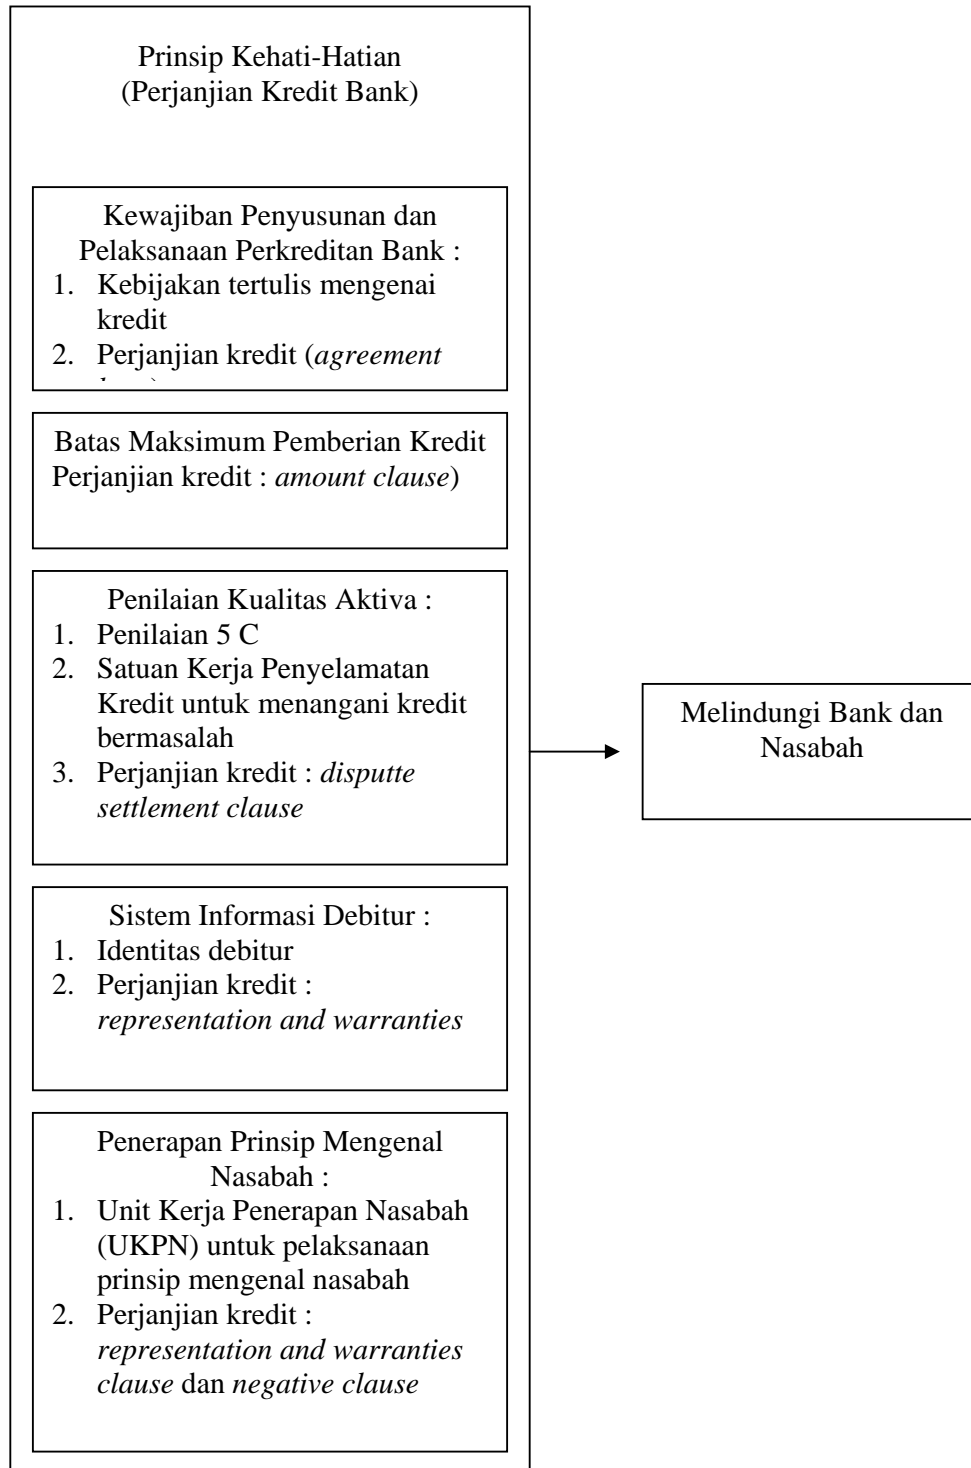 Prinsip Kehati-Hatian
(Perjanjian Kredit Bank)
Kewajiban Penyusunan dan
Pelaksanaan Perkreditan Bank :
1. Kebijakan tertulis mengenai
kredit
2. Perjanjian kredit (agreement
Batas Maksimum Pemberian Kredit
Perjanjian kredit : amount clause)
Penilaian Kualitas Aktiva :
1. Penilaian 5 C
2. Satuan Kerja Penyelamatan
Kredit untuk menangani kredit
bermasalah
3. Perjanjian kredit : disputte
settlement clause
Melindungi Bank dan
Nasabah
Sistem Informasi Debitur :
1. Identitas debitur
2. Perjanjian kredit :
representation and warranties
Penerapan Prinsip Mengenal
Nasabah :
1. Unit Kerja Penerapan Nasabah
(UKPN) untuk pelaksanaan
prinsip mengenal nasabah
2. Perjanjian kredit :
representation and warranties
clause dan negative clause